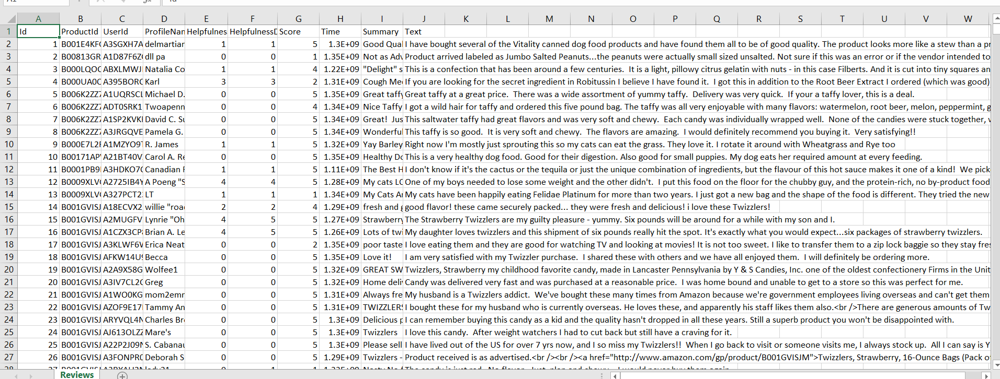 A B C D E F G H I J K L M N O P Q R S T U V W
1 Id ProductId UserId ProfileNam Helpfulnes HelpfulnessD Score Time Summary Text
2 1 B001E4KF A3SGXH7A delmartian 1 1 5 1.3E+09 Good Qual I have bought several of the Vitality canned dog food products and have found them all to be of good quality. The product looks more like a stew than a pr
3 2 B00813GR A1D87F6Z dll pa 0 0 1 1.35E+09 Not as Adv Product arrived labeled as Jumbo Salted Peanuts...the peanuts were actually small sized unsalted. Not sure if this was an error or if the vendor intended to
4 3 B000LQOC ABXLMWJ Natalia Co 1 1 4 1.22E+09 "Delight" s This is a confection that has been around a few centuries. It is a light, pillowy citrus gelatin with nuts - in this case Filberts. And it is cut into tiny squares an
5 4 B000UA0C A395BORC Karl 3 3 2 1.31E+09 Cough Me If you are looking for the secret ingredient in Robitussin I believe I have found it. I got this in addition to the Root Beer Extract I ordered (which was good)
6 5 B006K2ZZ A1UQRSCL Michael D. 0 0 5 1.35E+09 Great taffy Great taffy at a great price. There was a wide assortment of yummy taffy. Delivery was very quick. If your a taffy lover, this is a deal.
7 6 B006K2ZZ ADT0SRK1 Twoapenn 0 0 4 1.34E+09 Nice Taffy I got a wild hair for taffy and ordered this five pound bag. The taffy was all very enjoyable with many flavors: watermelon, root beer, melon, peppermint, g
8 7 B006K2ZZ A1SP2KVK David C. Su 0 0 5 1.34E+09 Great! Jus This saltwater taffy had great flavors and was very soft and chewy. Each candy was individually wrapped well. None of the candies were stuck together,
9 8 B006K2ZZ A3JRGQVE Pamela G. 0 0 5 1.34E+09 Wonderful This taffy is so good. It is very soft and chewy. The flavors are amazing. I would definitely recommend you buying it. Very satisfying!!
10 9 B000E7L2 A1MZYO9 R. James 1 1 5 1.32E+09 Yay Barley Right now I'm mostly just sprouting this so my cats can eat the grass. They love it. I rotate it around with Wheatgrass and Rye too
11 10 B00171AP A21BT40V Carol A. Re 0 0 5 1.35E+09 Healthy Do This is a very healthy dog food. Good for their digestion. Also good for small puppies. My dog eats her required amount at every feeding.
12 11 B0001PB9 A3HDKO7 Canadian F 1 1 5 1.11E+09 The Best H I don't know if it's the cactus or the tequila or just the unique combination of ingredients, but the flavour of this hot sauce makes it one of a kind! We pick
13 12 B0009XLV A2725IB4Y A Poeng "S 4 4 5 1.28E+09 My cats LO One of my boys needed to lose some weight and the other didn't. I put this food on the floor for the chubby guy, and the protein-rich, no by-product food
14 13 B0009XLV A327PCT2 LT 1 1 1 1.34E+09 My Cats Ar My cats have been happily eating Felidae Platinum for more than two years. I just got a new bag and the shape of the food is different. They tried the new
15 14 B001GVISJ A18ECVX2 willie "road 2 2 4 1.29E+09 fresh and g good flavor! these came securely packed... they were fresh and delicious! i love these Twizzlers!
16 15 B001GVISJ A2MUGFV Lynrie "Oh 4 5 5 1.27E+09 Strawberry The Strawberry Twizzlers are my guilty pleasure - yummy. Six pounds will be around for a while with my son and I.
17 16 B001GVISJ A1CZX3CP Brian A. Le 4 5 5 1.26E+09 Lots of twi My daughter loves twizzlers and this shipment of six pounds really hit the spot. It's exactly what you would expect...six packages of strawberry twizzlers.
18 17 B001GVISJ A3KLWF6 Erica Neat 0 0 2 1.35E+09 poor taste I love eating them and they are good for watching TV and looking at movies! It is not too sweet. I like to transfer them to a zip lock baggie so they stay fres
19 18 B001GVISJ AFKW14U Becca 0 0 5 1.35E+09 Love it! I am very satisfied with my Twizzler purchase. I shared these with others and we have all enjoyed them. I will definitely be ordering more.
20 19 B001GVISJ A2A9X58G Wolfee1 0 0 5 1.32E+09 GREAT SW Twizzlers, Strawberry my childhood favorite candy, made in Lancaster Pennsylvania by Y & S Candies, Inc. one of the oldest confectionery Firms in the Unit
21 20 B001GVISJ A3IV7CL2 Greg 0 0 5 1.32E+09 Home deli Candy was delivered very fast and was purchased at a reasonable price. I was home bound and unable to get to a store so this was perfect for me.
22 21 B001GVISJ A1WO0KG mom2emr 0 0 5 1.31E+09 Always fre My husband is a Twizzlers addict. We've bought these many times from Amazon because we're government employees living overseas and can't get them
23 22 B001GVISJ AZOF9E17 Tammy An 0 0 5 1.31E+09 TWIZZLERS I bought these for my husband who is currently overseas. He loves these, and apparently his staff likes them also.<br />There are generous amounts of Tw
24 23 B001GVISJ ARYVQL4N Charles Br 0 0 5 1.3E+09 Delicious p I can remember buying this candy as a kid and the quality hasn't dropped in all these years. Still a superb product you won't be disappointed with.
25 24 B001GVISJ AJ613OLZZ Mare's 0 0 5 1.3E+09 Twizzlers I love this candy. After weight watchers I had to cut back but still have a craving for it.
26 25 B001GVISJ A22P2J09N S. Cabanau 0 0 5 1.3E+09 Please sell I have lived out of the US for over 7 yrs now, and I so miss my Twizzlers!! When I go back to visit or someone visits me, I always stock up. All I can say is Y
27 26 B001GVISJ A3FONPR Deborah S 0 0 5 1.29E+09 Twizzlers - Product received is as advertised.<br /><br /><a href="http://www.amazon.com/gp/product/B001GVISJM">Twizzlers, Strawberry, 16-Ounce Bags (Pack of
Reviews